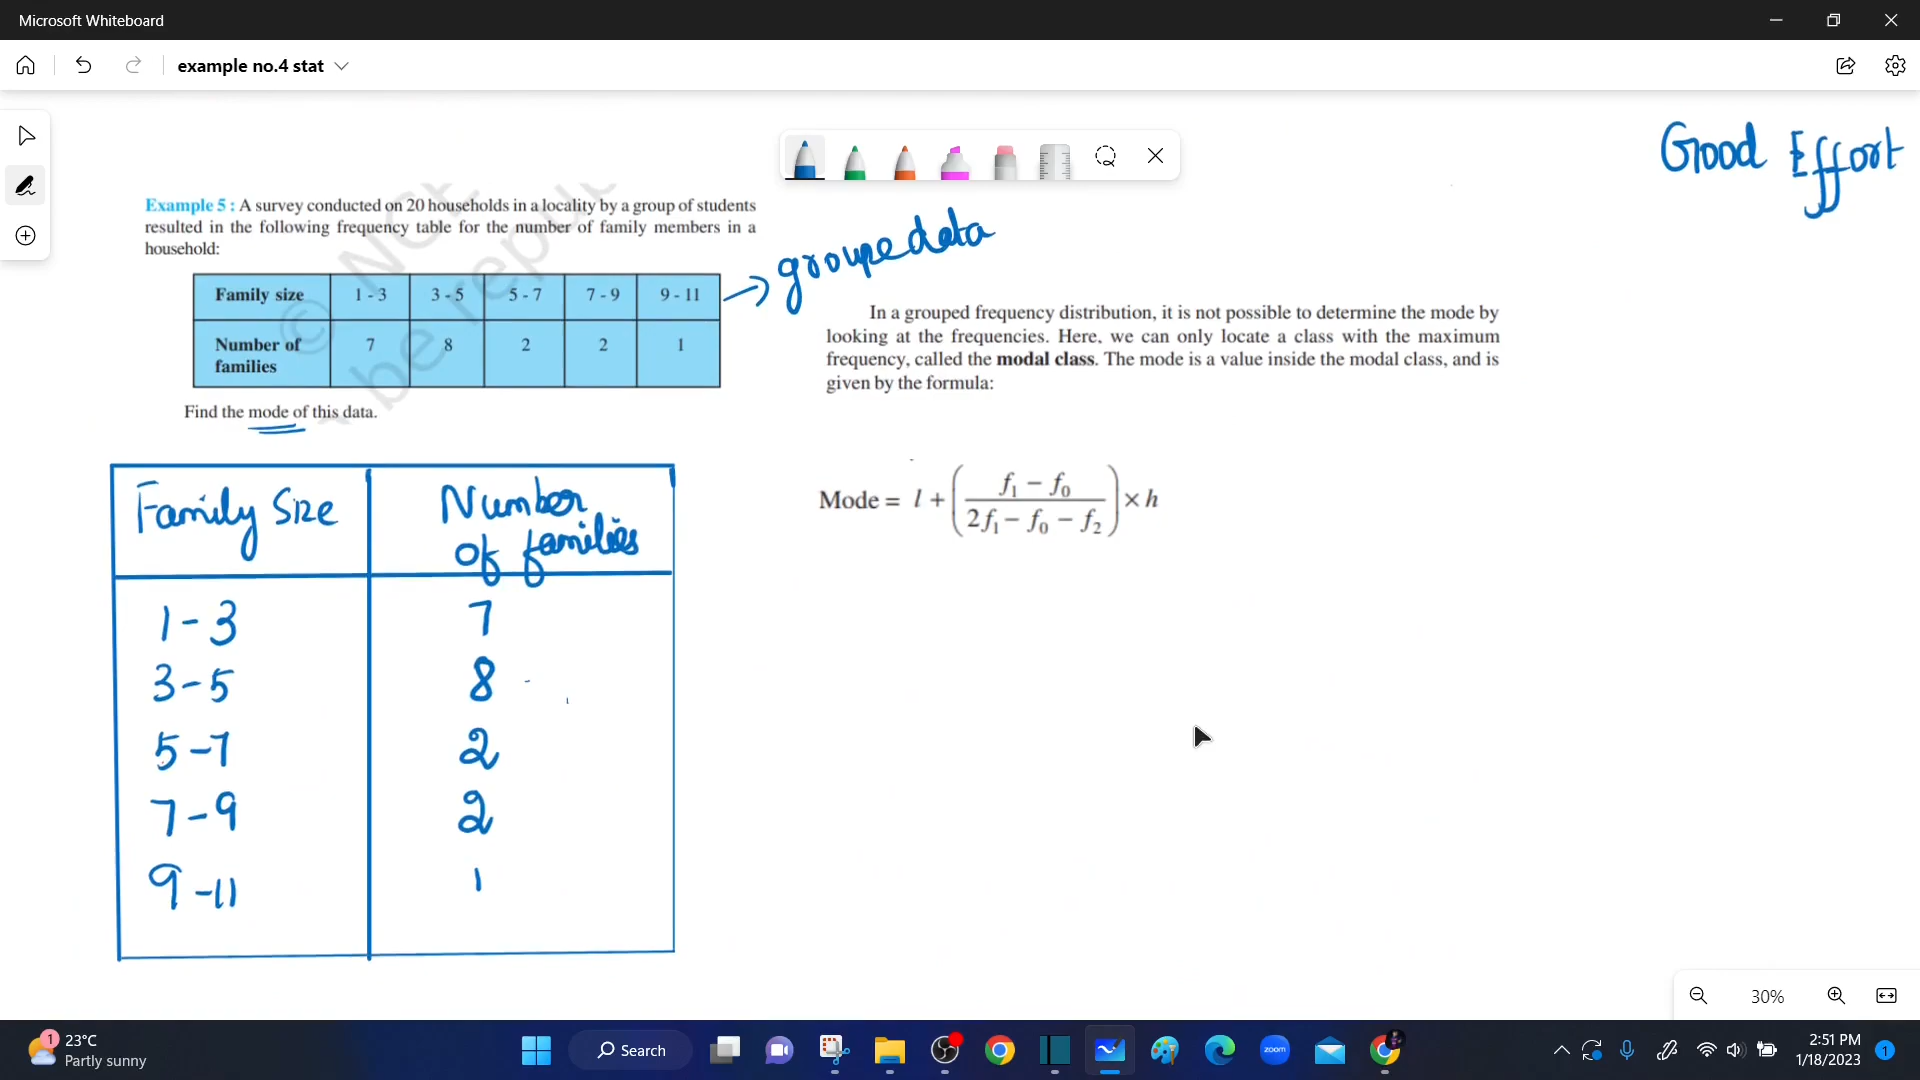 Microsoft Whiteboard
example no.4 stat
Good Effort
Example 5 : A survey conducted on 20 households in a locality by a group of students
resulted in the following frequency table for the number of family members in a
household:
groupe data
Family size 1 - 3 3 - 5 5 - 7 7 - 9 9 - 11
Number of families 7 8 2 2 1
Find the mode of this data.
In a grouped frequency distribution, it is not possible to determine the mode by
looking at the frequencies. Here, we can only locate a class with the maximum
frequency, called the modal class. The mode is a value inside the modal class, and is
given by the formula:
Mode = l + ( (f₁ − f₀) / (2f₁ − f₀ − f₂) ) × h
Family Size Number
of families
1 - 3 7
3 - 5 8
5 - 7 2
7 - 9 2
9 - 11 1
30%
1
23°C
Partly sunny
Search
zoom
2:51 PM
1/18/2023
1